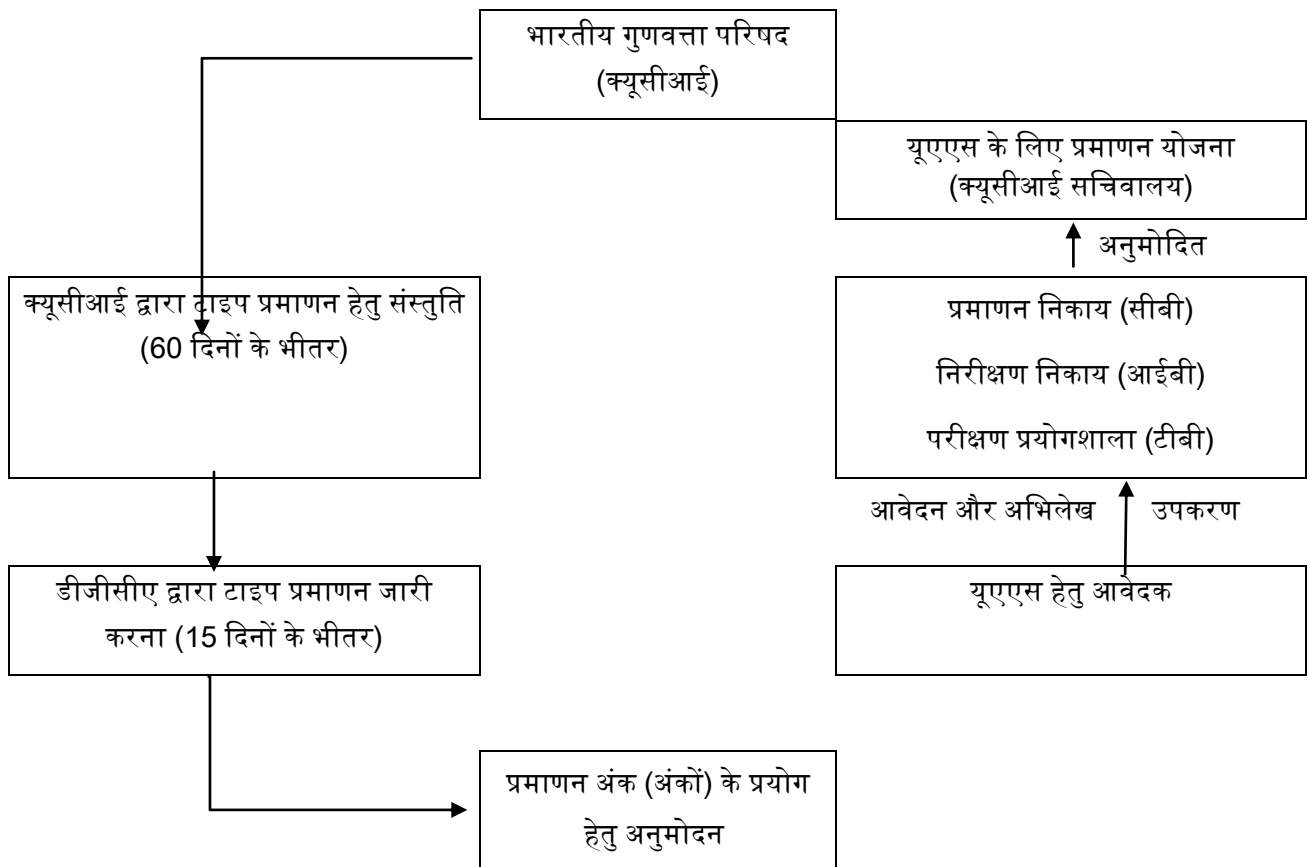 भारतीय गुणवत्ता परिषद
(क्यूसीआई)
यूएएस के लिए प्रमाणन योजना
(क्यूसीआई सचिवालय)
अनुमोदित
क्यूसीआई द्वारा टाइप प्रमाणन हेतु संस्तुति
(60 दिनों के भीतर)
प्रमाणन निकाय (सीबी)
निरीक्षण निकाय (आईबी)
परीक्षण प्रयोगशाला (टीबी)
आवेदन और अभिलेख उपकरण
डीजीसीए द्वारा टाइप प्रमाणन जारी
करना (15 दिनों के भीतर)
यूएएस हेतु आवेदक
प्रमाणन अंक (अंकों) के प्रयोग
हेतु अनुमोदन